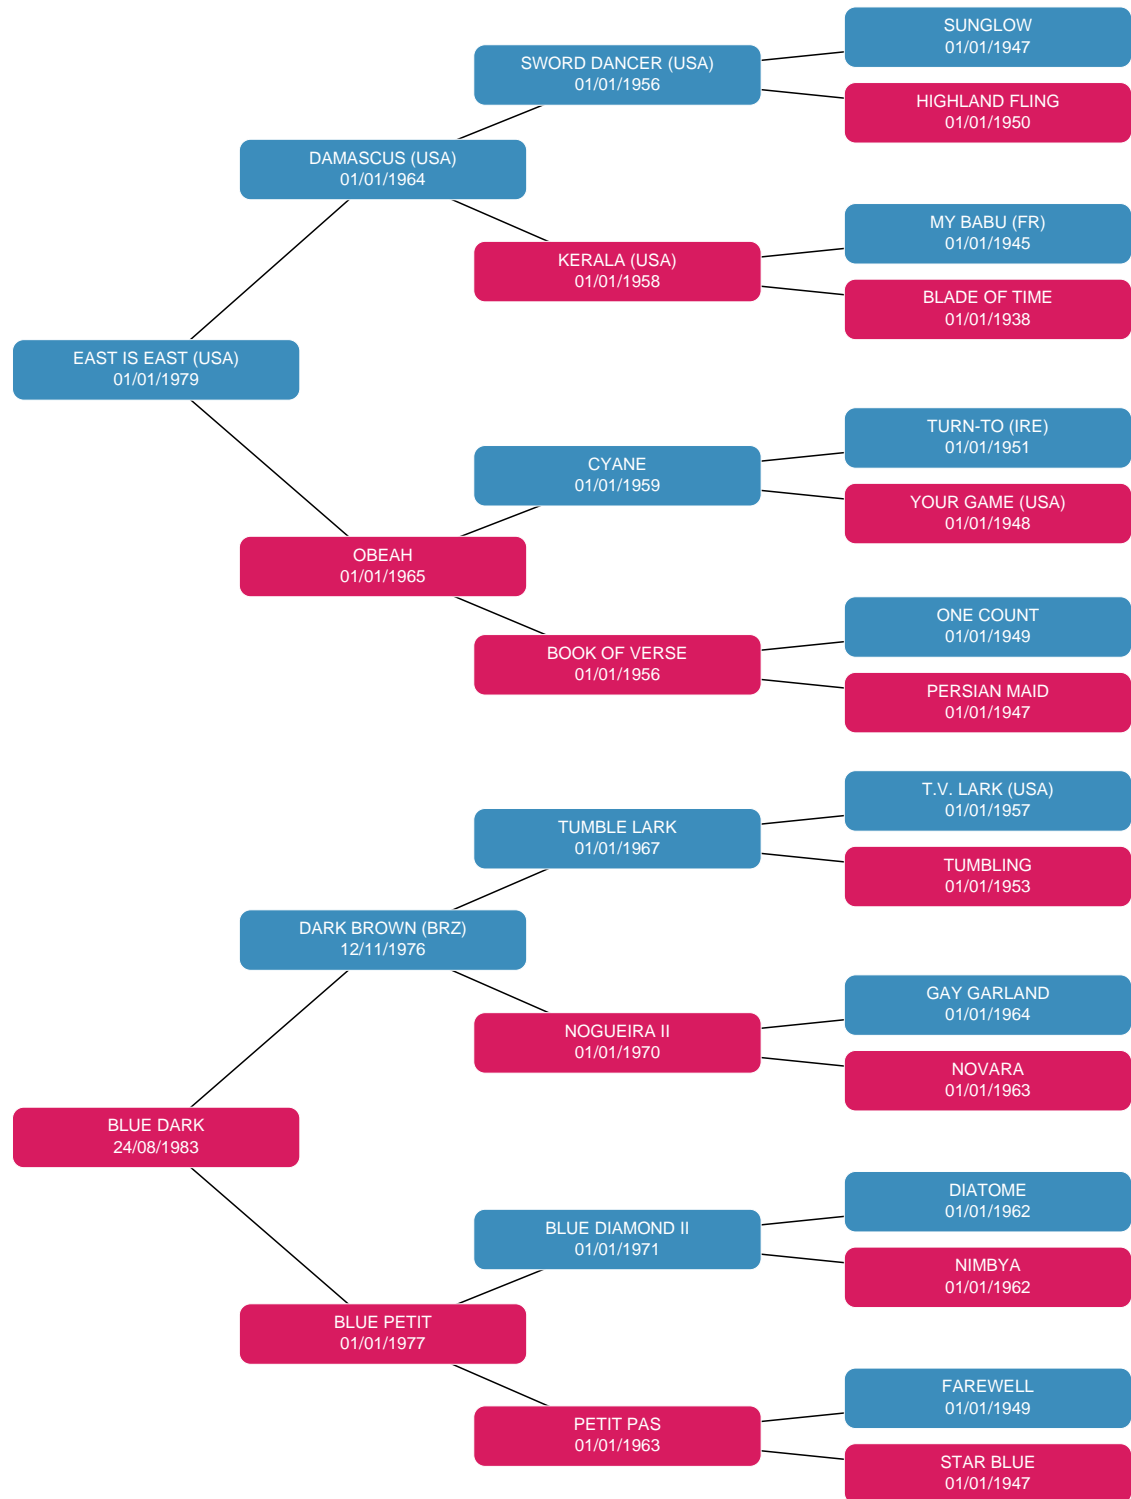 SUNGLOW
01/01/1947
SWORD DANCER (USA)
01/01/1956
HIGHLAND FLING
01/01/1950
DAMASCUS (USA)
01/01/1964
MY BABU (FR)
01/01/1945
KERALA (USA)
01/01/1958
BLADE OF TIME
01/01/1938
EAST IS EAST (USA)
01/01/1979
TURN-TO (IRE)
01/01/1951
CYANE
01/01/1959
YOUR GAME (USA)
01/01/1948
OBEAH
01/01/1965
ONE COUNT
01/01/1949
BOOK OF VERSE
01/01/1956
PERSIAN MAID
01/01/1947
T.V. LARK (USA)
01/01/1957
TUMBLE LARK
01/01/1967
TUMBLING
01/01/1953
DARK BROWN (BRZ)
12/11/1976
GAY GARLAND
01/01/1964
NOGUEIRA II
01/01/1970
NOVARA
01/01/1963
BLUE DARK
24/08/1983
DIATOME
01/01/1962
BLUE DIAMOND II
01/01/1971
NIMBYA
01/01/1962
BLUE PETIT
01/01/1977
FAREWELL
01/01/1949
PETIT PAS
01/01/1963
STAR BLUE
01/01/1947